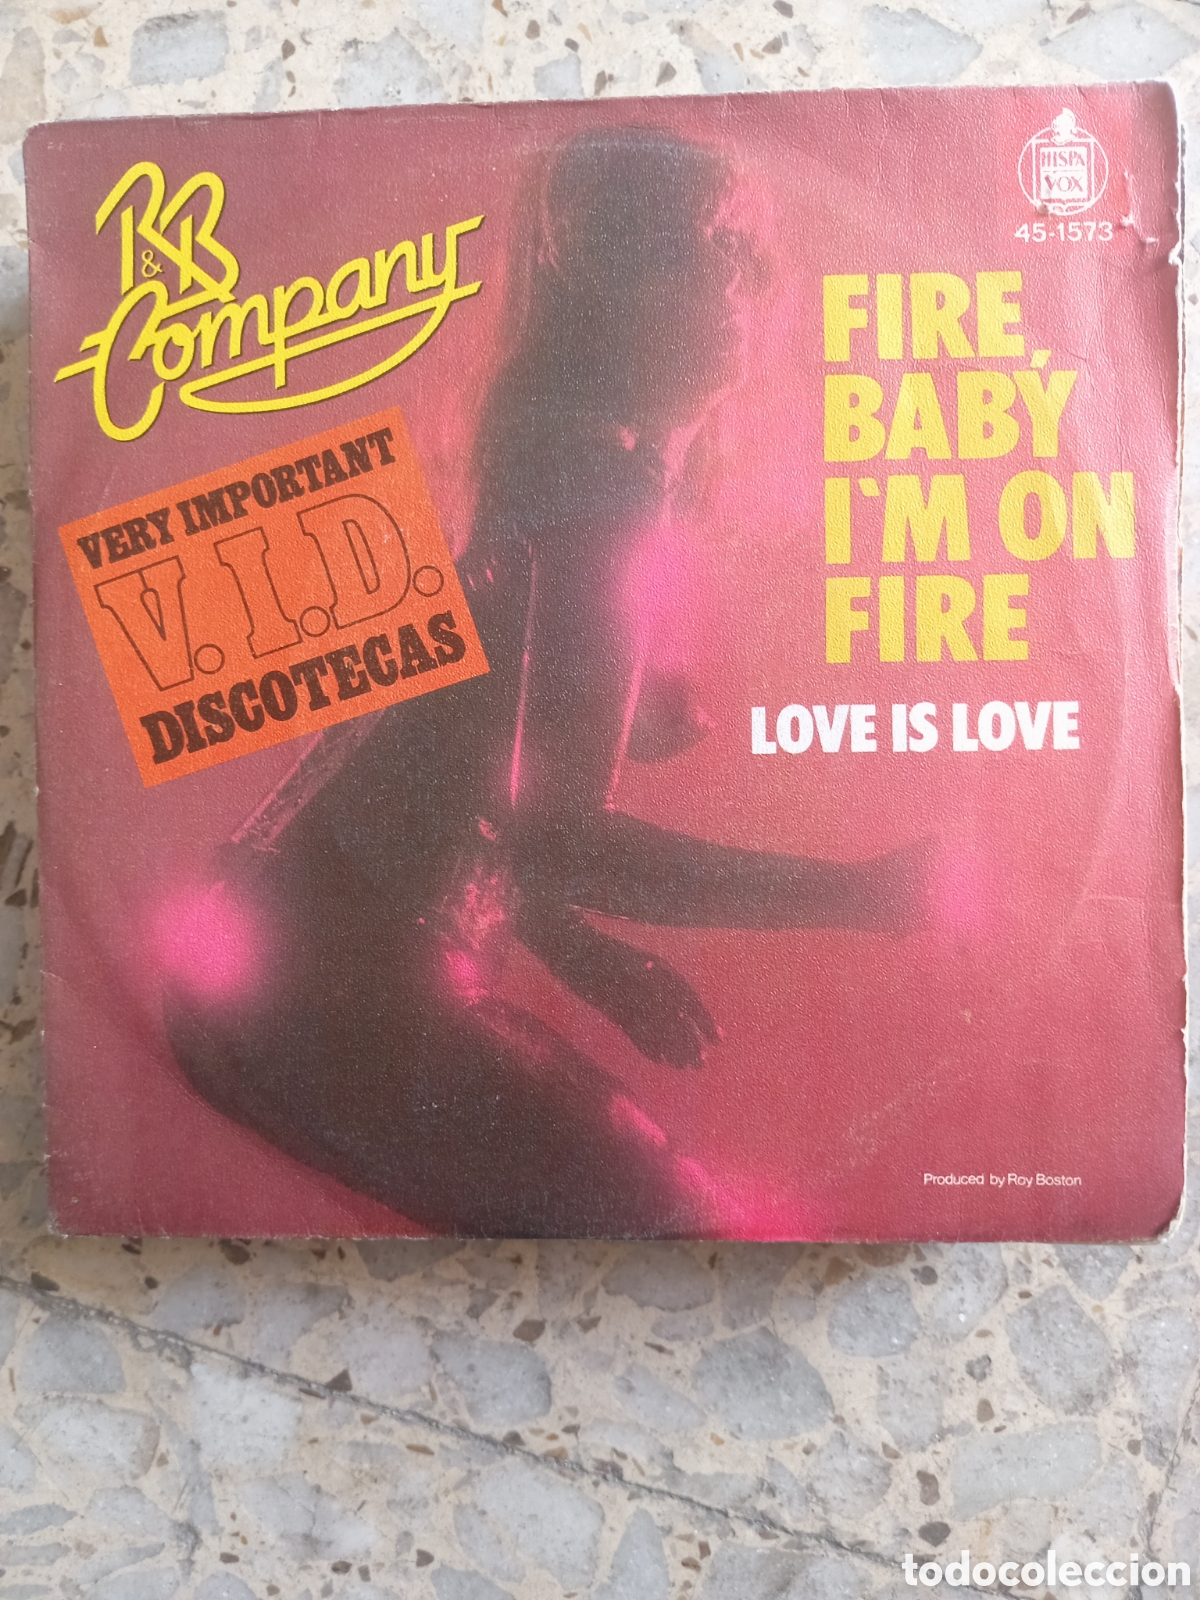 B&B
Company
VERY IMPORTANT
V.I.D.
DISCOTECAS
HISPA
VOX
45-1573
FIRE,
BABY
I'M ON
FIRE
LOVE IS LOVE
Produced by Roy Boston
todocoleccion